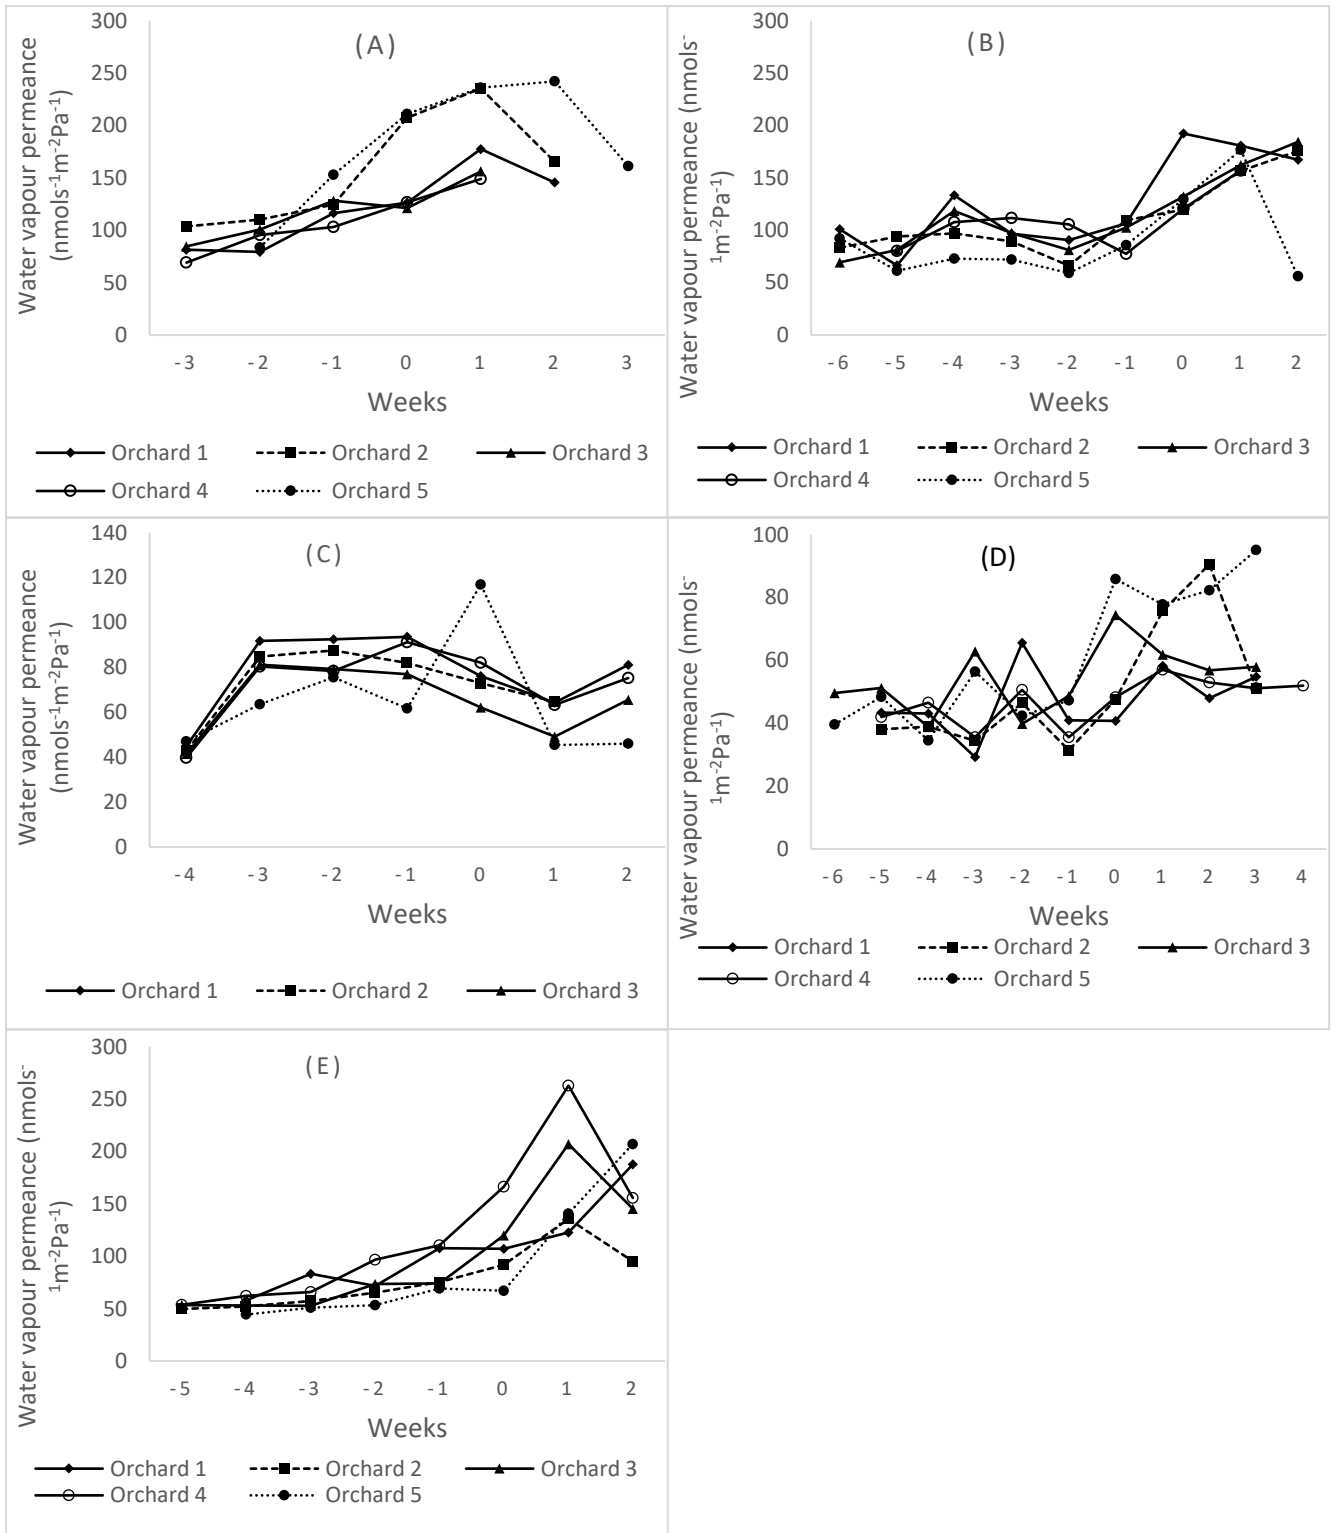 (A)
Water vapour permeance
(nmols⁻¹m⁻²Pa⁻¹)
300
250
200
150
100
50
0
-3 -2 -1 0 1 2 3
Weeks
Orchard 1 Orchard 2 Orchard 3
Orchard 4 Orchard 5
(B)
Water vapour permeance (nmols⁻
¹m⁻²Pa⁻¹)
300
250
200
150
100
50
0
-6 -5 -4 -3 -2 -1 0 1 2
Weeks
Orchard 1 Orchard 2 Orchard 3
Orchard 4 Orchard 5
(C)
Water vapour permeance
(nmols⁻¹m⁻²Pa⁻¹)
140
120
100
80
60
40
20
0
-4 -3 -2 -1 0 1 2
Weeks
Orchard 1 Orchard 2 Orchard 3
(D)
Water vapour permeance (nmols⁻
¹m⁻²Pa⁻¹)
100
80
60
40
20
0
-6 -5 -4 -3 -2 -1 0 1 2 3 4
Weeks
Orchard 1 Orchard 2 Orchard 3
Orchard 4 Orchard 5
(E)
Water vapour permeance (nmols⁻
¹m⁻²Pa⁻¹)
300
250
200
150
100
50
0
-5 -4 -3 -2 -1 0 1 2
Weeks
Orchard 1 Orchard 2 Orchard 3
Orchard 4 Orchard 5